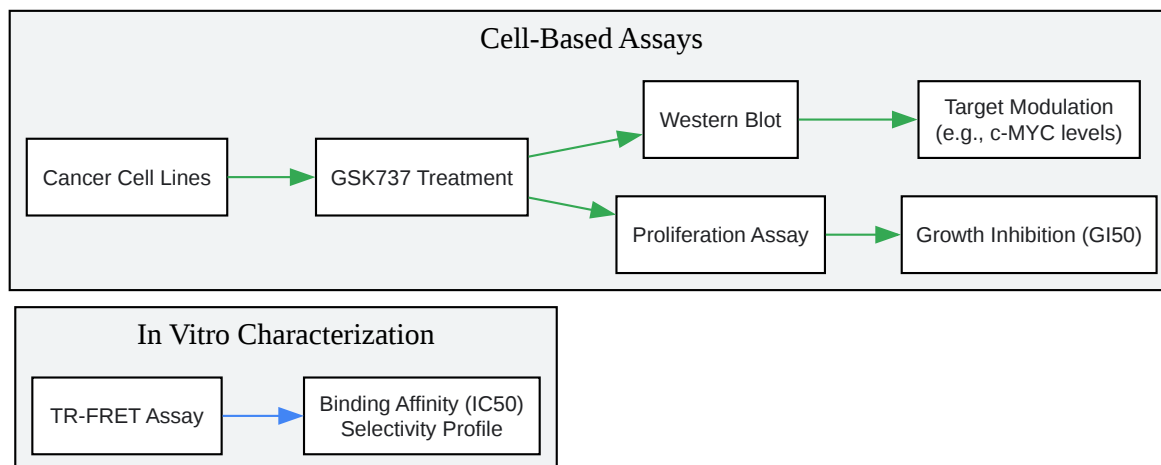 Cell-Based Assays
Cancer Cell Lines
GSK737 Treatment
Western Blot
Target Modulation
(e.g., c-MYC levels)
Proliferation Assay
Growth Inhibition (GI50)
In Vitro Characterization
TR-FRET Assay
Binding Affinity (IC50)
Selectivity Profile